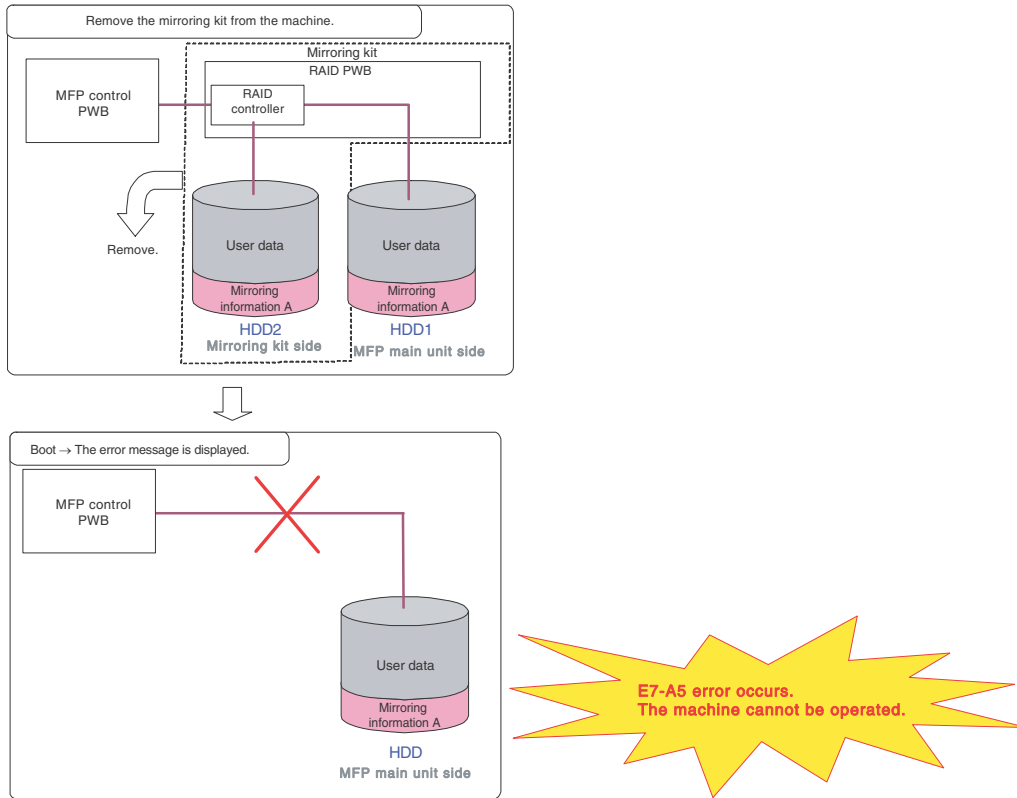 Remove the mirroring kit from the machine.
Mirroring kit
RAID PWB
MFP control
PWB
RAID
controller
Remove.
User data
Mirroring
information A
HDD2
Mirroring kit side
User data
Mirroring
information A
HDD1
MFP main unit side
Boot → The error message is displayed.
MFP control
PWB
User data
Mirroring
information A
HDD
MFP main unit side
E7-A5 error occurs.
The machine cannot be operated.